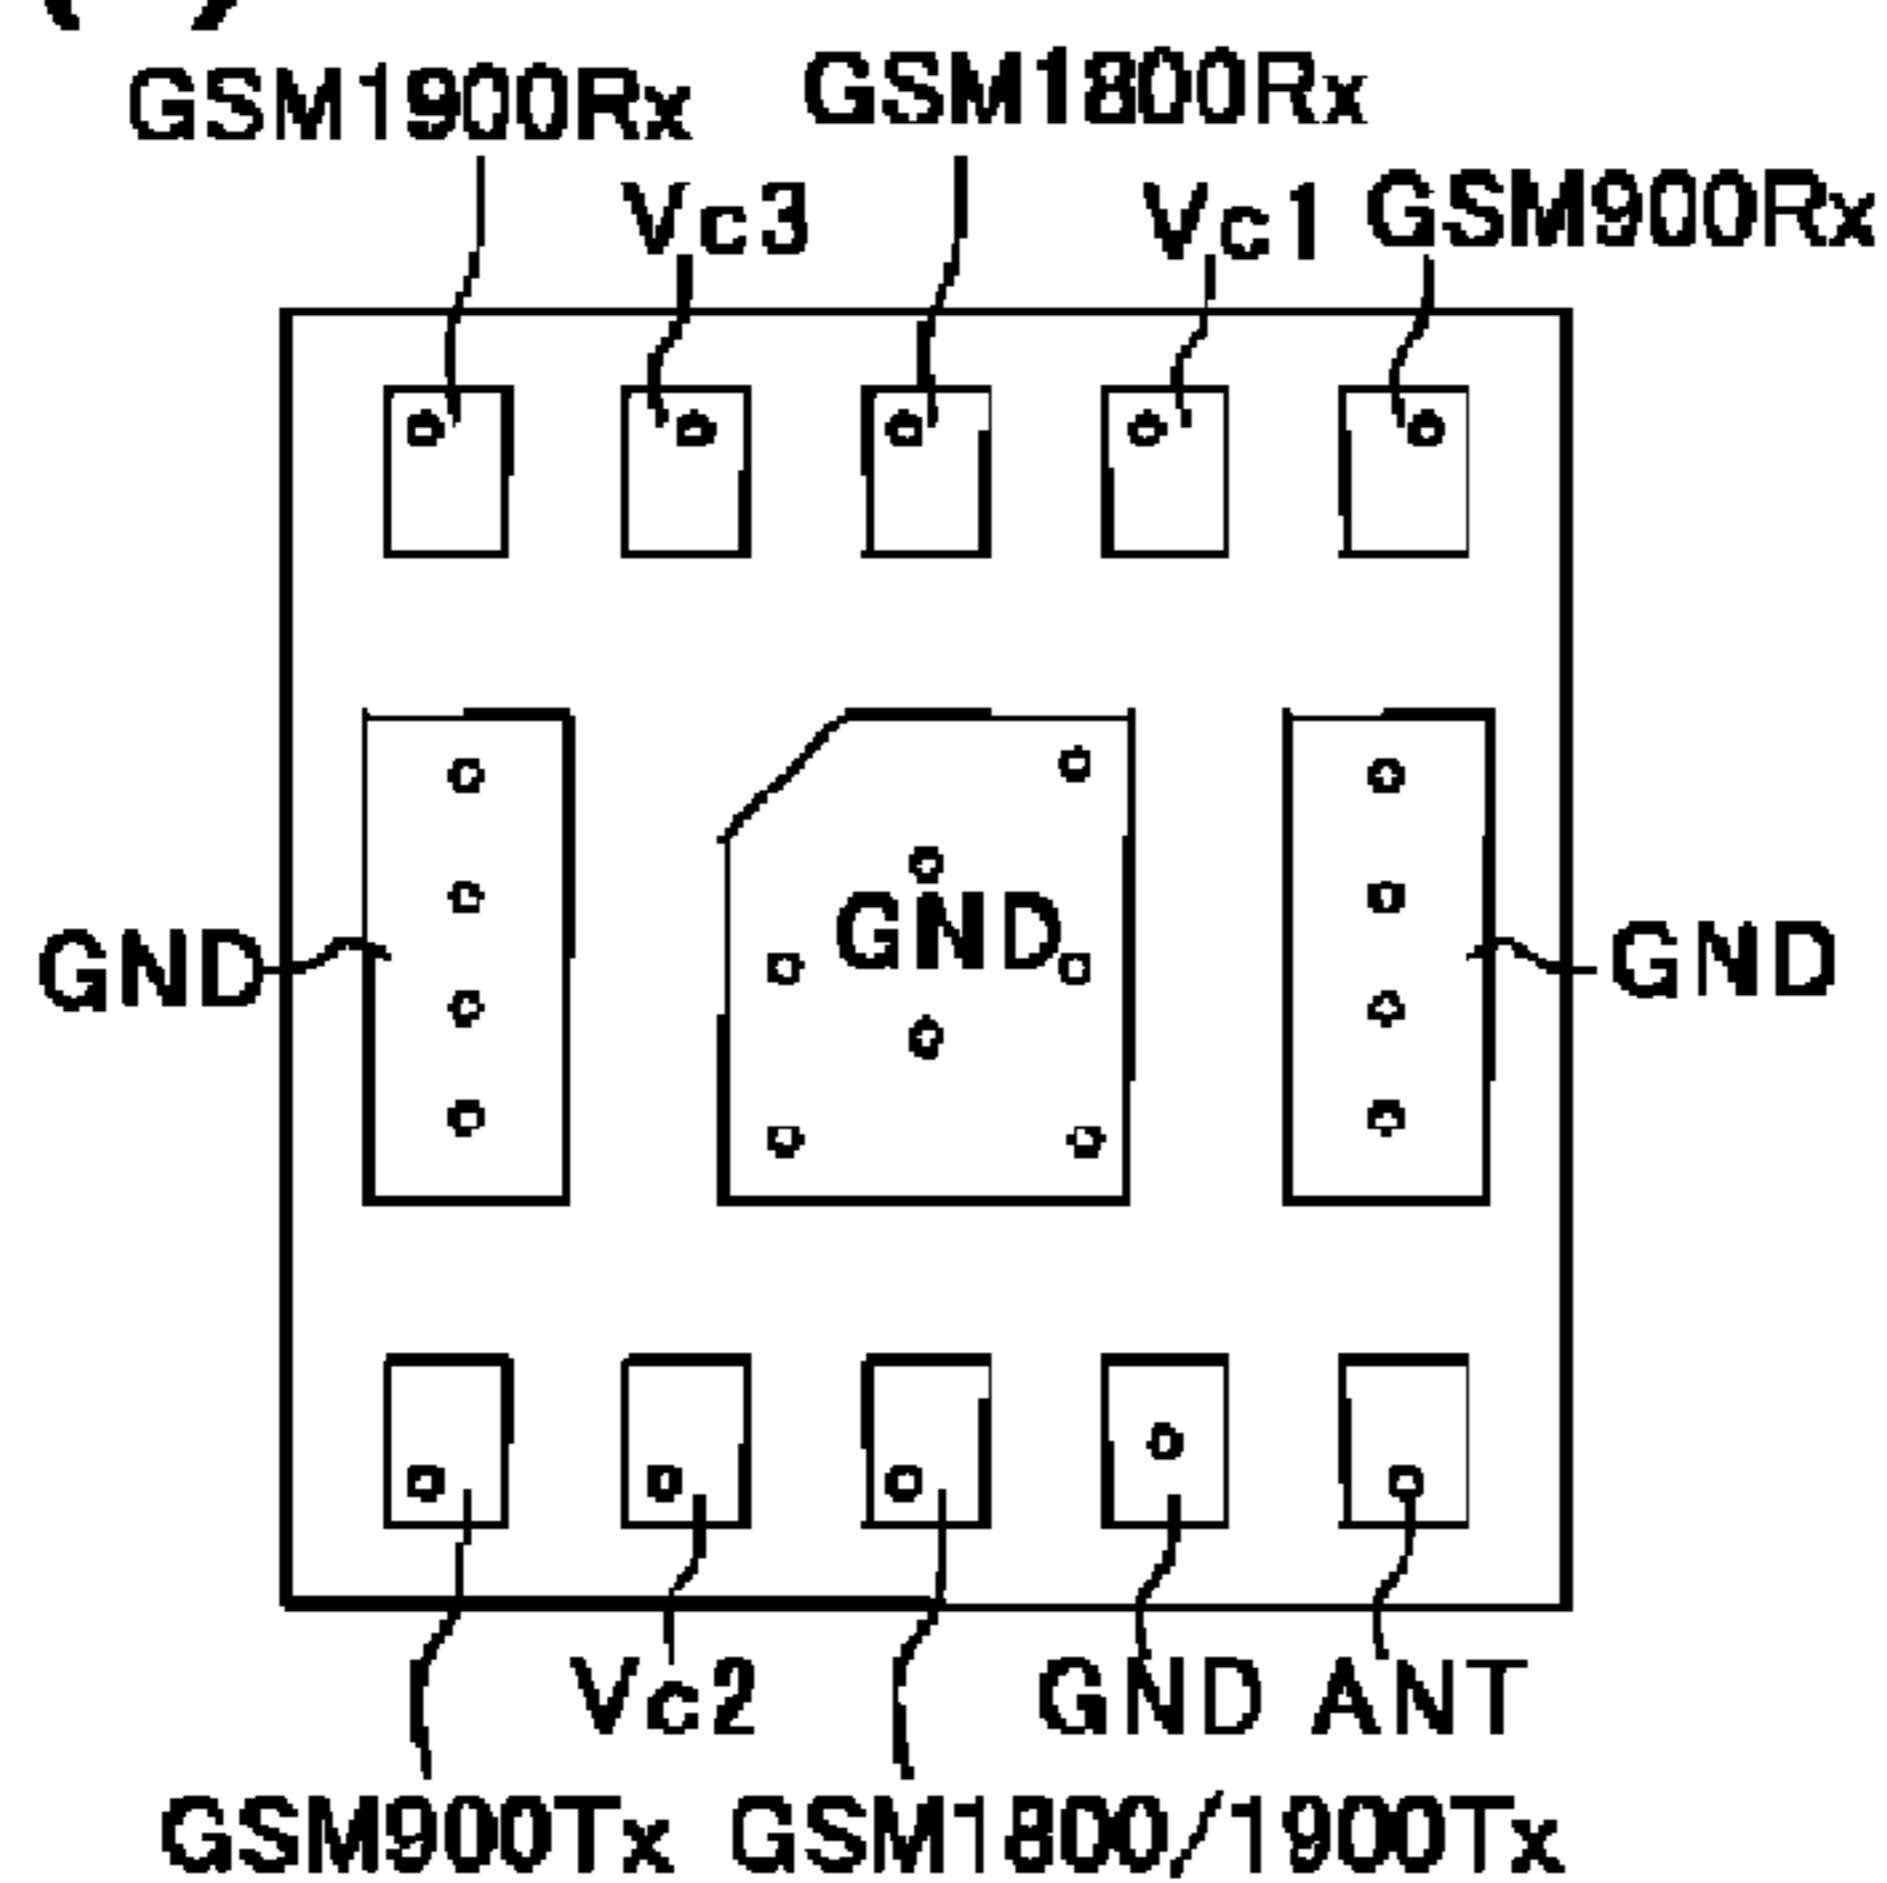 GSM1900Rx GSM1800Rx
Vc3 Vc1 GSM900Rx
GND GND GND
Vc2 GND ANT
GSM900Tx GSM1800/1900Tx